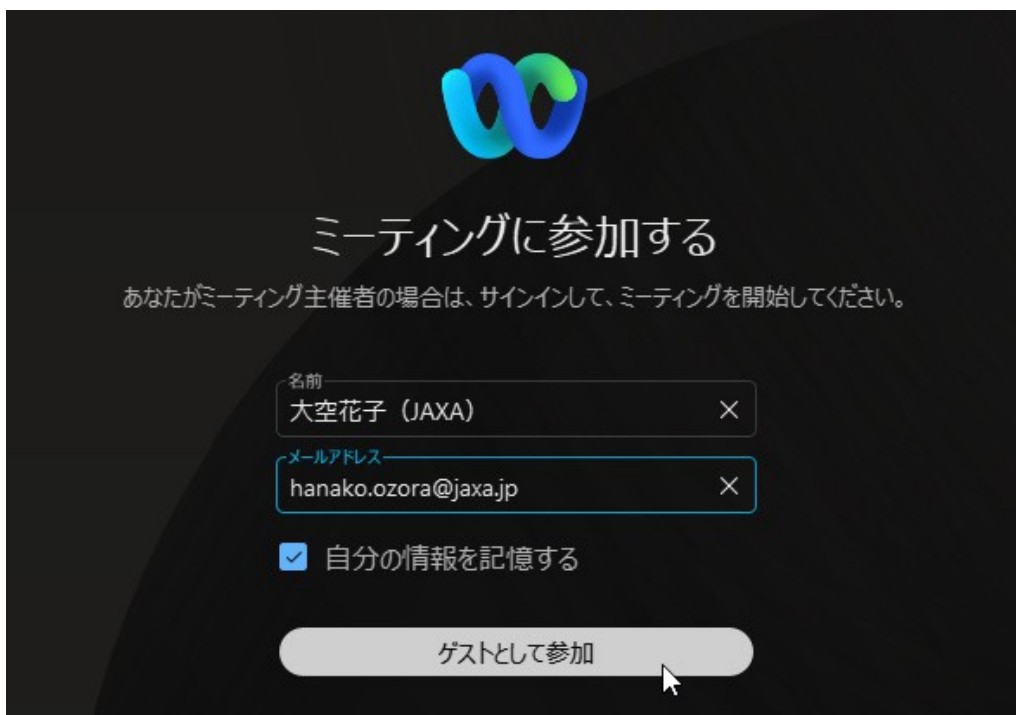 ミーティングに参加する
あなたがミーティング主催者の場合は、サインインして、ミーティングを開始してください。
名前
大空花子（JAXA）
メールアドレス
hanako.ozora@jaxa.jp
自分の情報を記憶する
ゲストとして参加